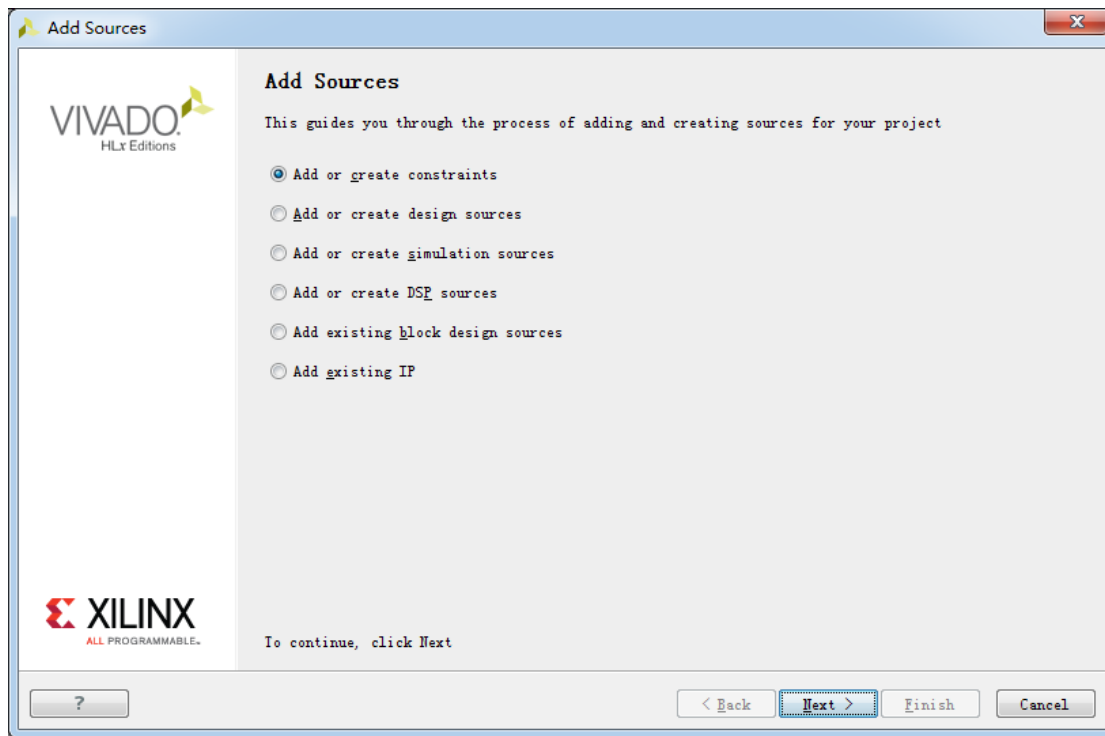 Add Sources
VIVADO.
HLx Editions
Add Sources
This guides you through the process of adding and creating sources for your project
Add or create constraints
Add or create design sources
Add or create simulation sources
Add or create DSP sources
Add existing block design sources
Add existing IP
XILINX
ALL PROGRAMMABLE™
To continue, click Next
?
< Back
Next >
Finish
Cancel